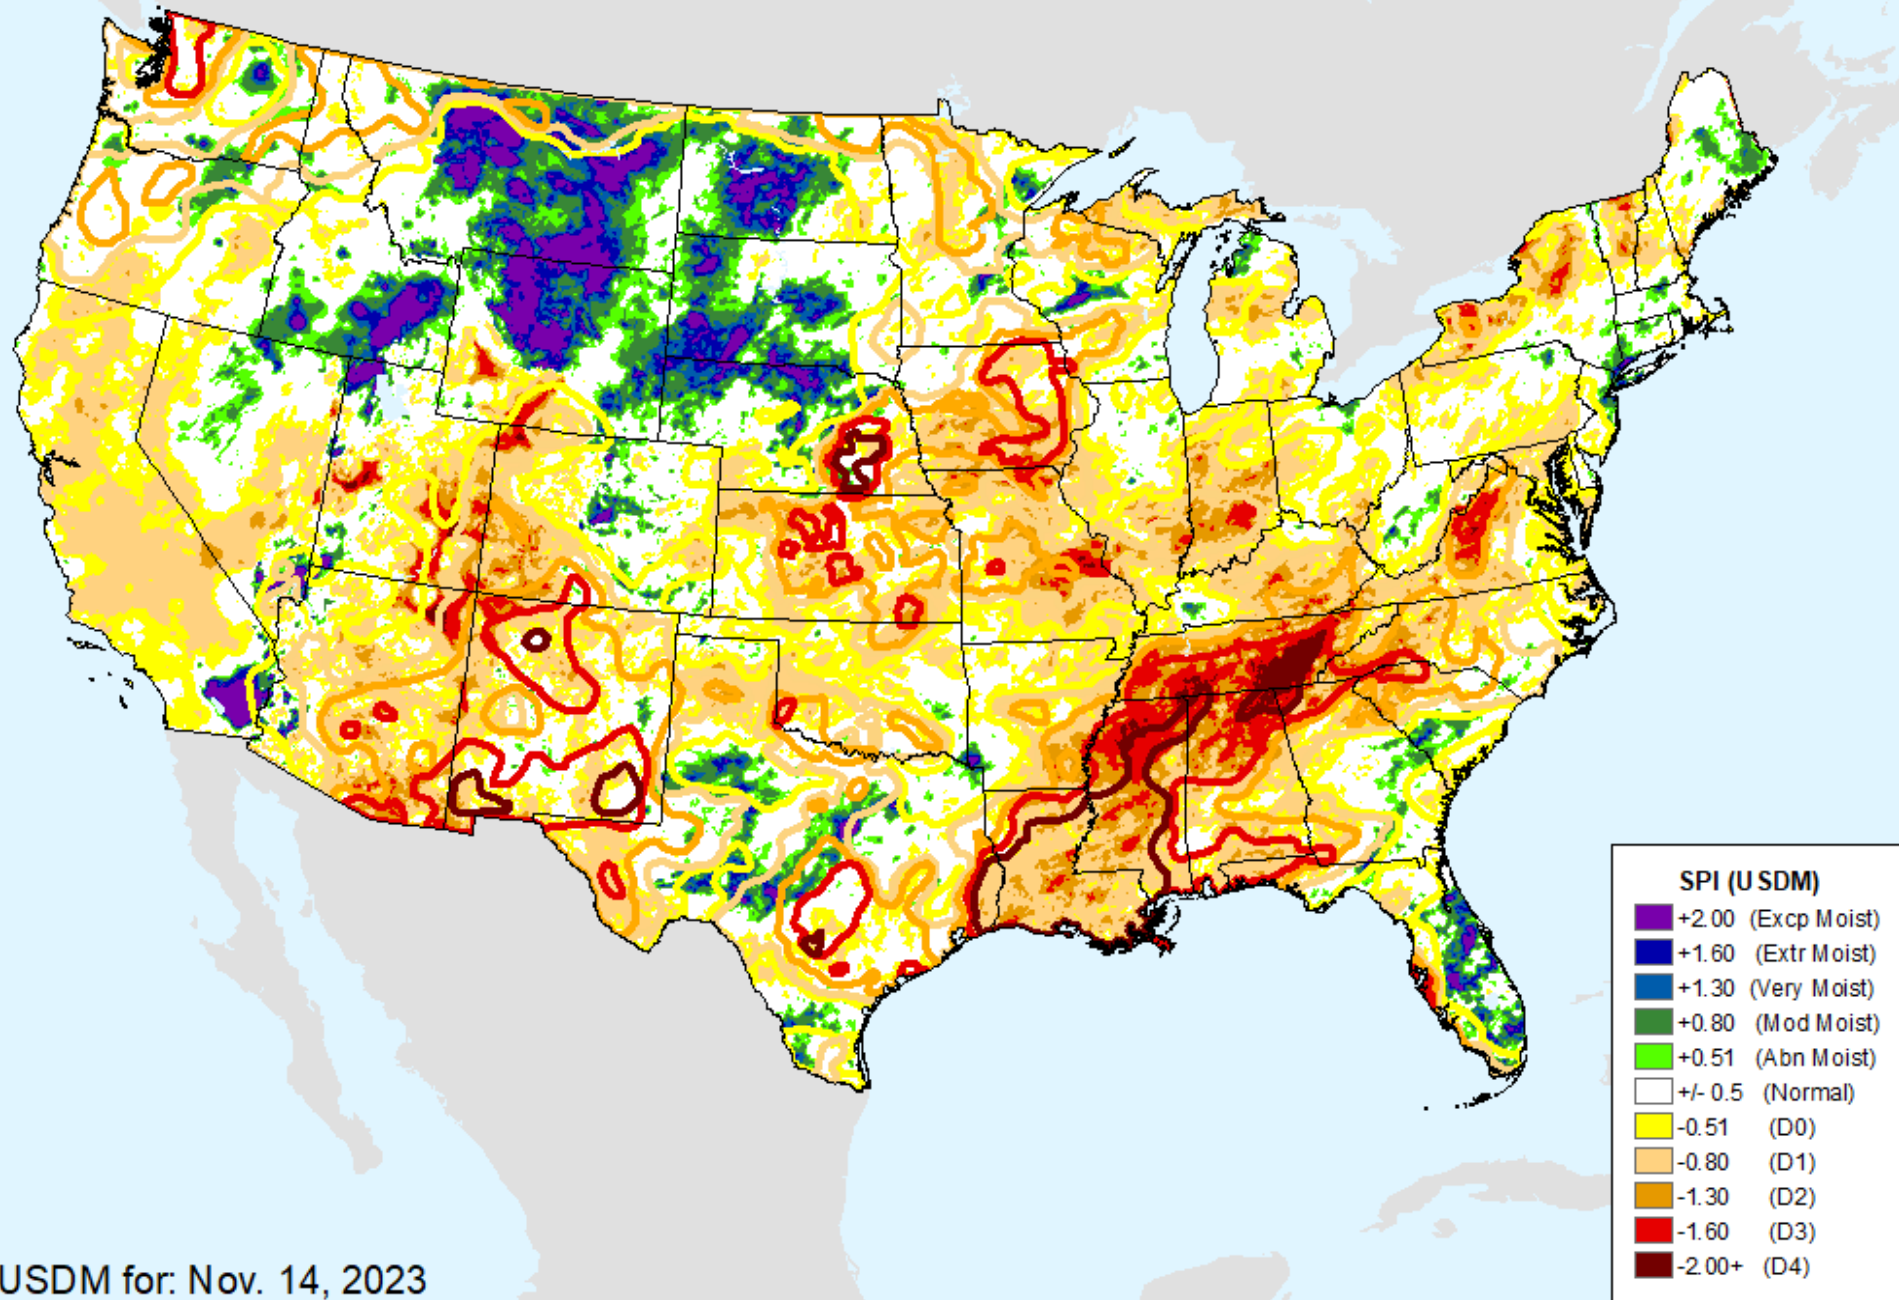 SPI (USDM)
+2.00 (Excp Moist)
+1.60 (Extr Moist)
+1.30 (Very Moist)
+0.80 (Mod Moist)
+0.51 (Abn Moist)
+/- 0.5 (Normal)
-0.51 (D0)
-0.80 (D1)
-1.30 (D2)
-1.60 (D3)
-2.00+ (D4)
USDM for: Nov. 14, 2023